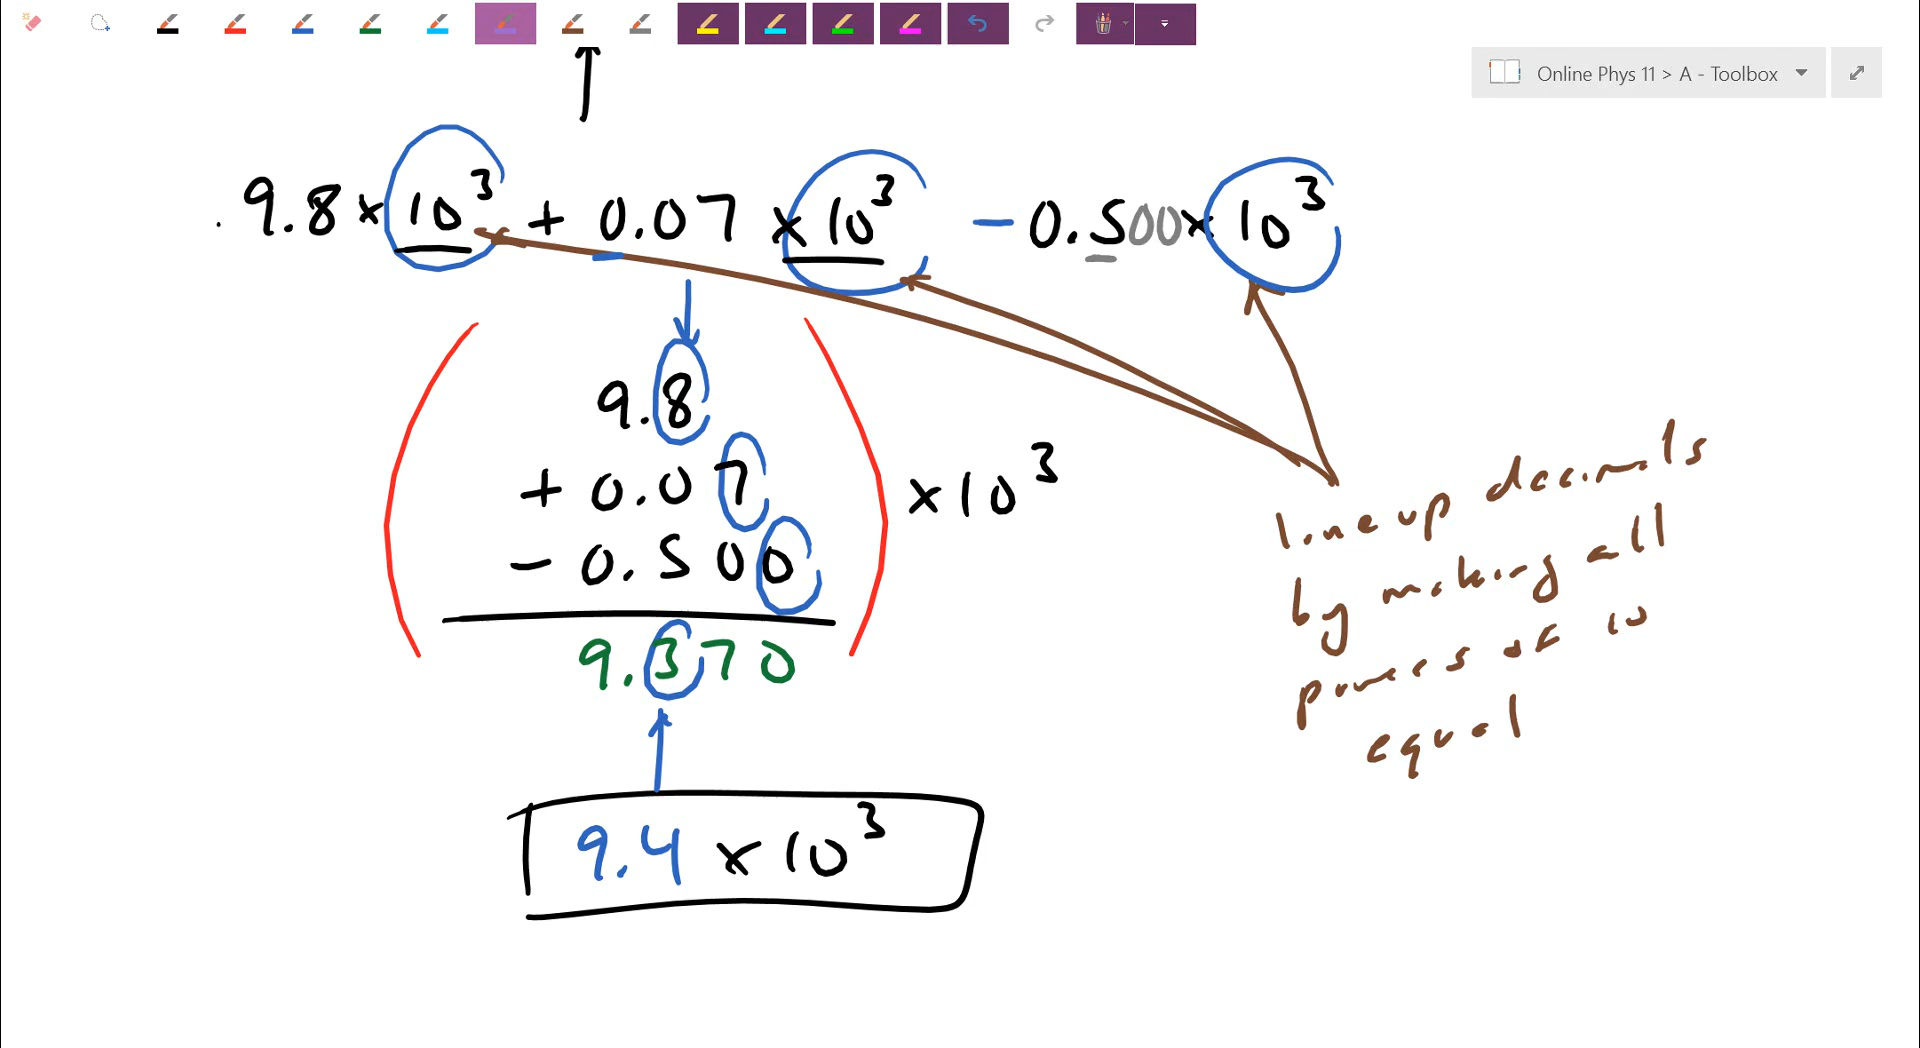 Online Phys 11 > A - Toolbox
9.8 × 10³ + 0.07 × 10³ - 0.500 × 10³
9.8
+ 0.07
- 0.500
× 10³
9.370
9.4 × 10³
line up decimals
by making all
powers of 10
equal